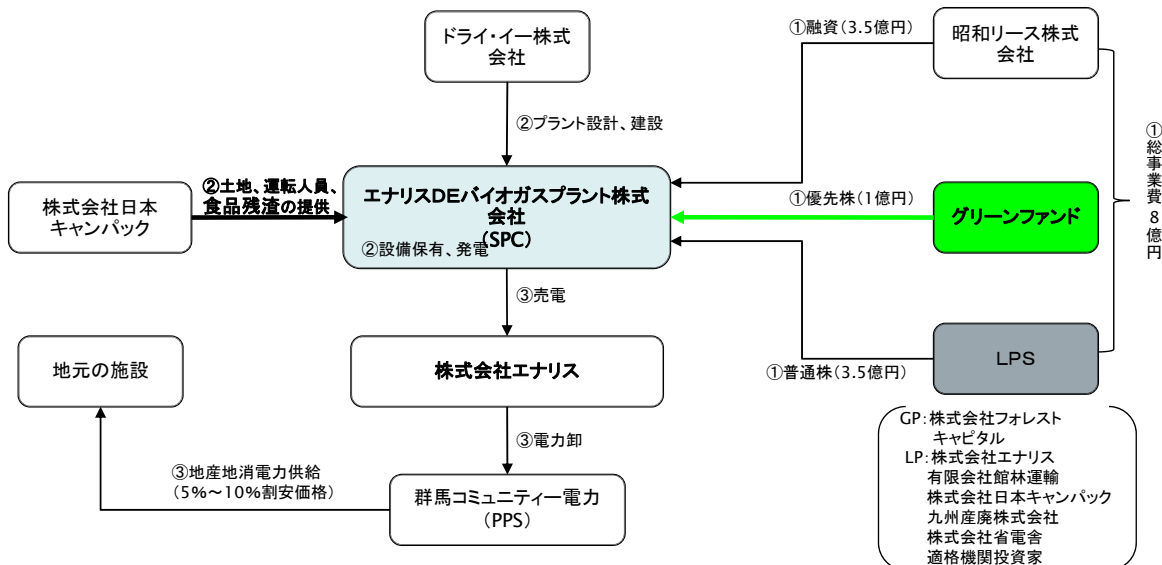 ドライ・イー株式
会社
①融資(3.5億円)
昭和リース株式
会社
②プラント設計、建設
①総事業費 8億円
株式会社日本
キャンパック
②土地、運転人員、
食品残渣の提供
エナリスDEバイオガスプラント株式
会社
(SPC)
②設備保有、発電
①優先株(1億円)
グリーンファンド
③売電
地元の施設
株式会社エナリス
①普通株(3.5億円)
LPS
③電力卸
③地産地消電力供給
(5%~10%割安価格)
群馬コミュニティー電力
(PPS)
GP:株式会社フォレスト
キャピタル
LP:株式会社エナリス
有限会社館林運輸
株式会社日本キャンパック
九州産廃株式会社
株式会社省電舎
適格機関投資家